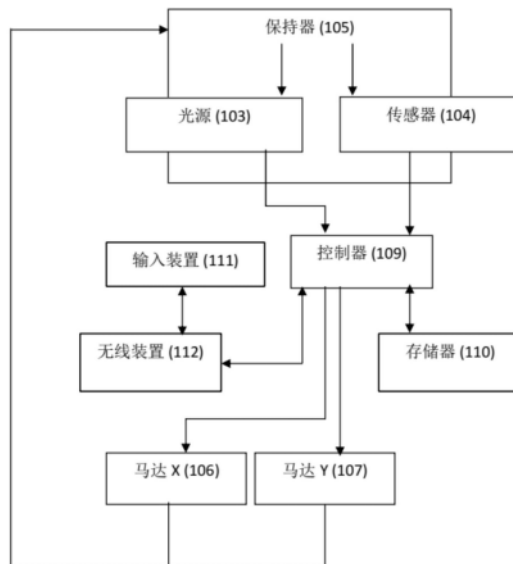 保持器 (105)
光源 (103)
传感器 (104)
控制器 (109)
输入装置 (111)
无线装置 (112)
存储器 (110)
马达 X (106)
马达 Y (107)